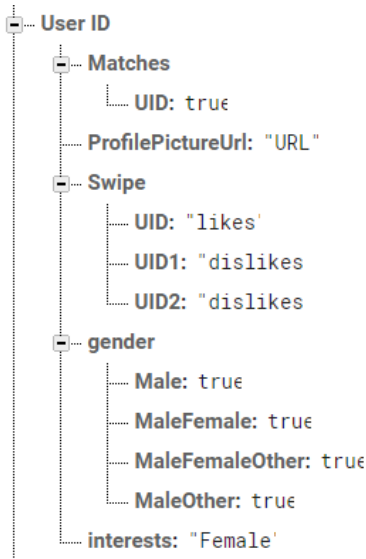 User ID
Matches
UID: true
ProfilePictureUrl: "URL"
Swipe
UID: "likes'
UID1: "dislikes
UID2: "dislikes
gender
Male: true
MaleFemale: true
MaleFemaleOther: true
MaleOther: true
interests: "Female'